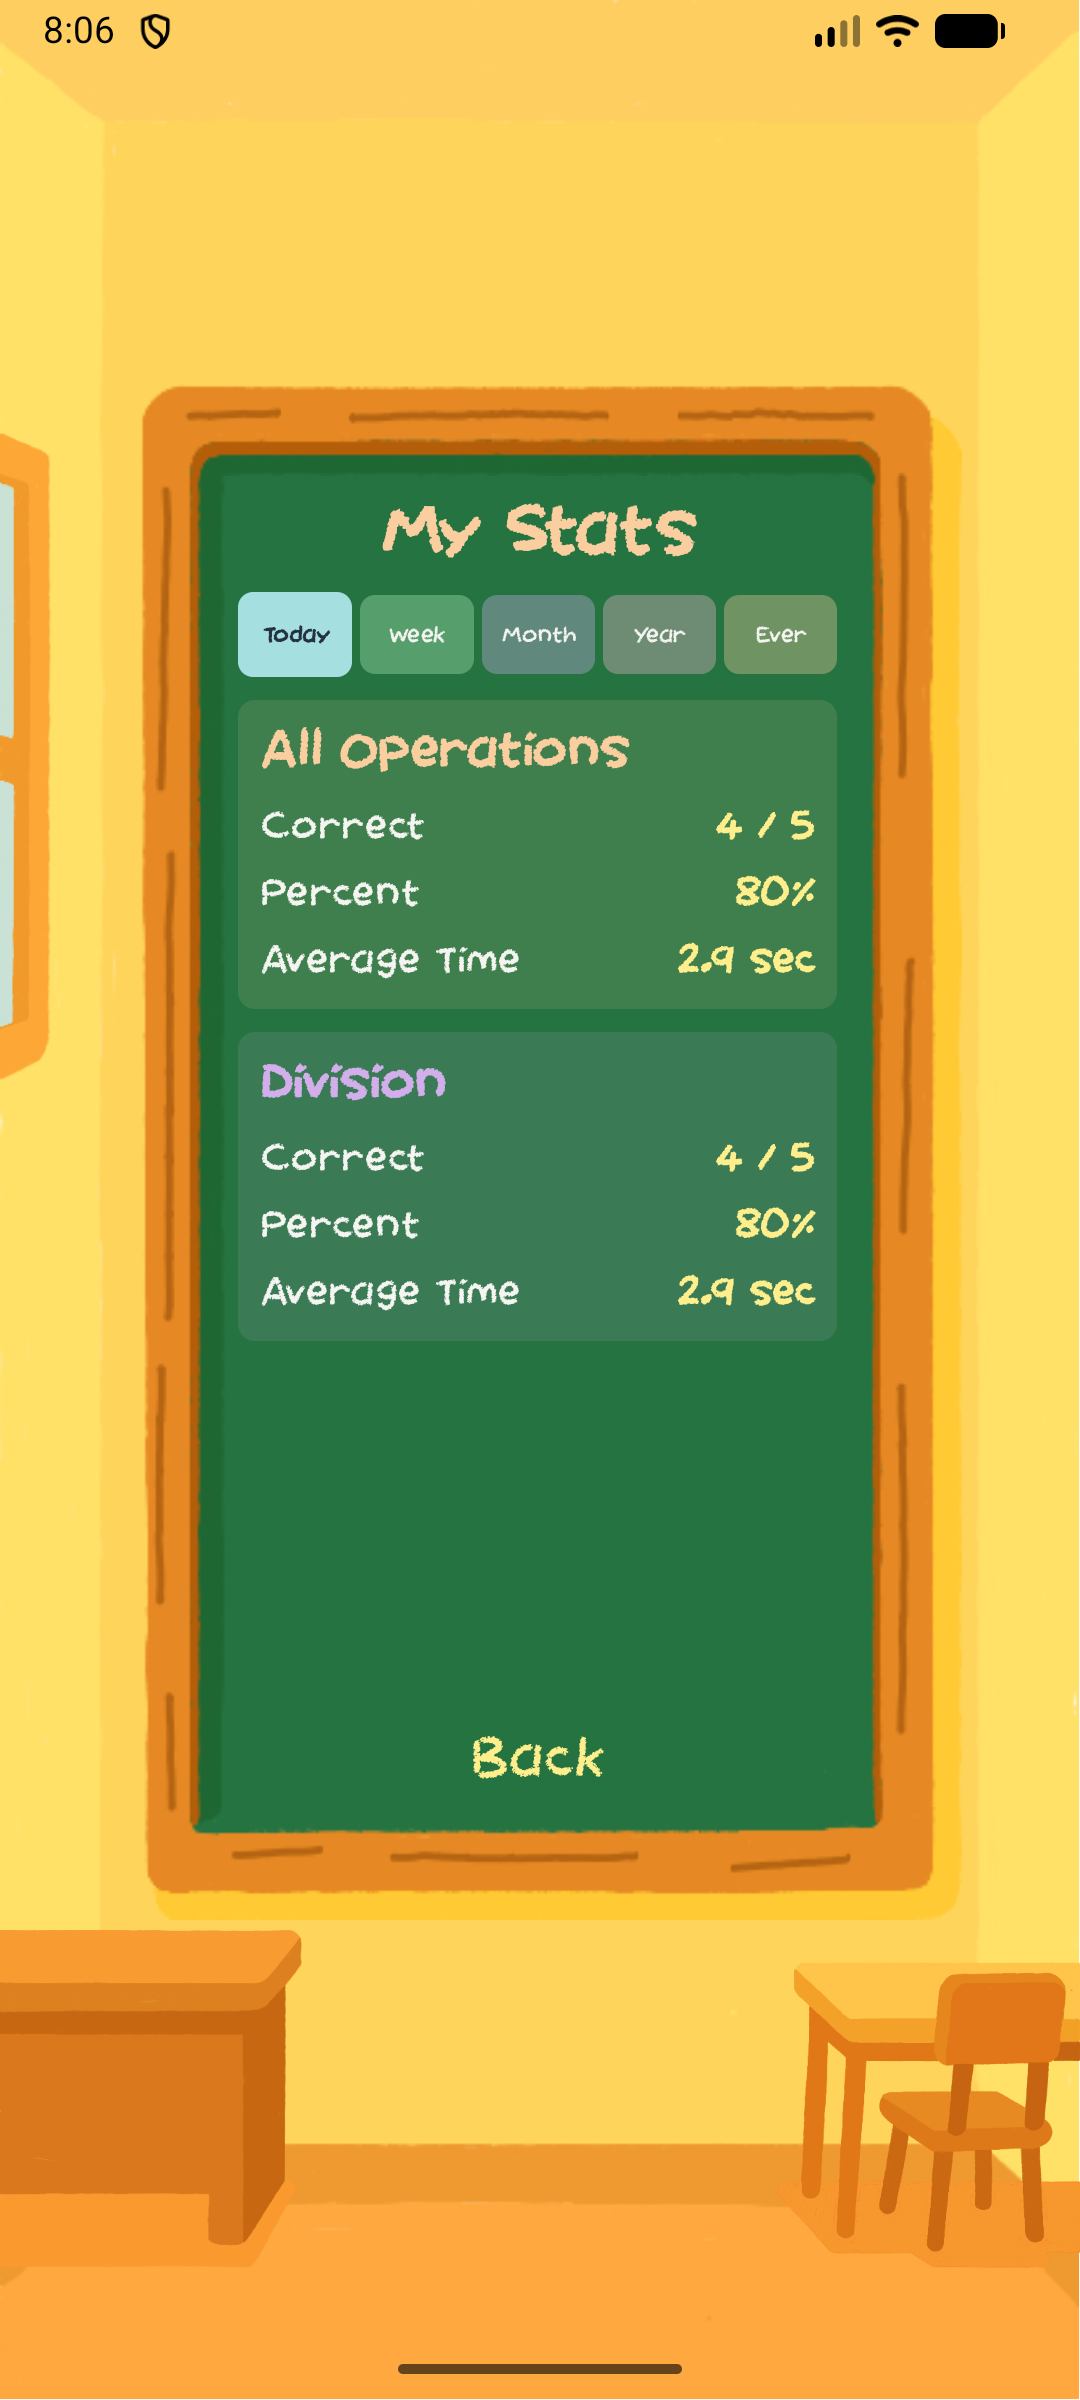 8:06
My Stats
Today Week Month Year Ever
All Operations
Correct 4 / 5
Percent 80%
Average Time 2.9 sec
Division
Correct 4 / 5
Percent 80%
Average Time 2.9 sec
Back